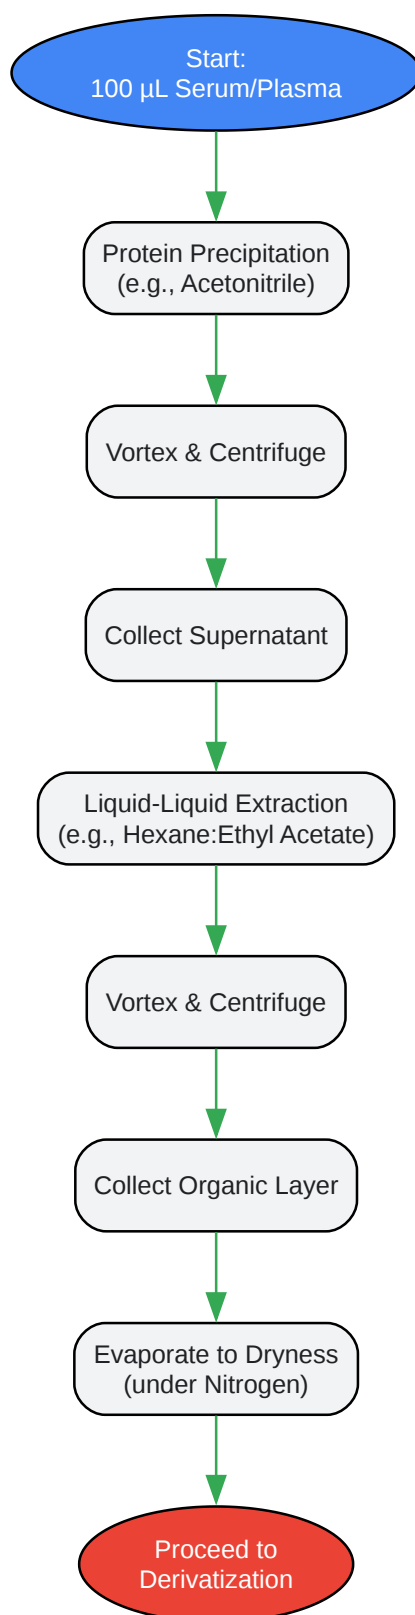 Start:
100 µL Serum/Plasma
Protein Precipitation
(e.g., Acetonitrile)
Vortex & Centrifuge
Collect Supernatant
Liquid-Liquid Extraction
(e.g., Hexane:Ethyl Acetate)
Vortex & Centrifuge
Collect Organic Layer
Evaporate to Dryness
(under Nitrogen)
Proceed to
Derivatization